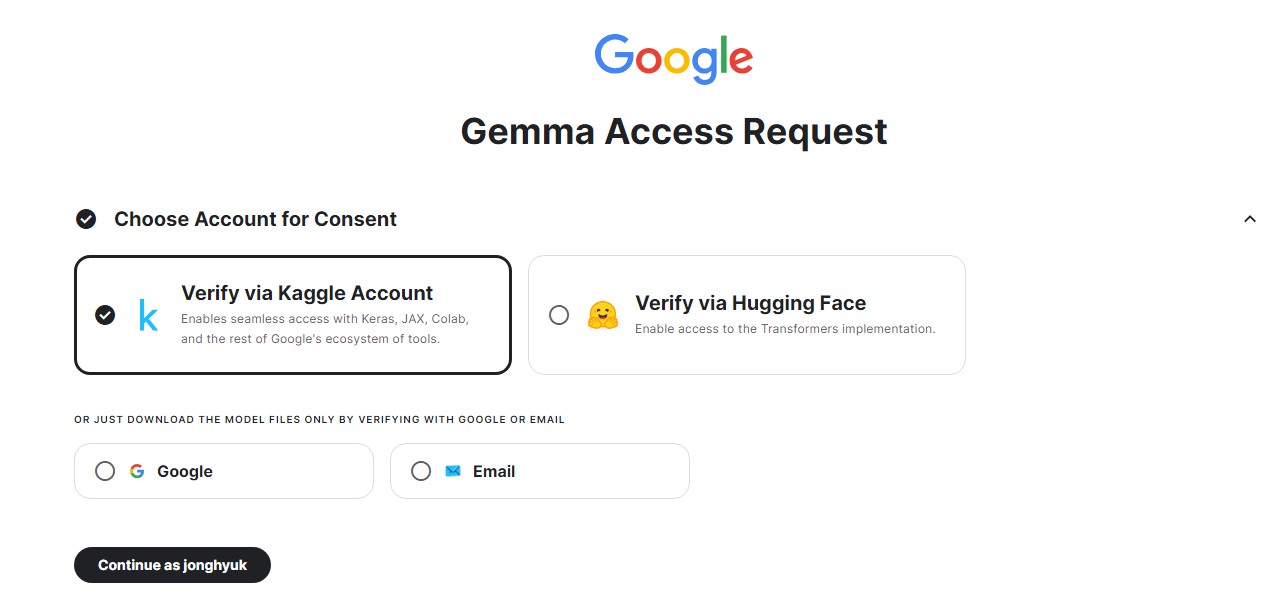 Google
Gemma Access Request
Choose Account for Consent
k
Verify via Kaggle Account
Enables seamless access with Keras, JAX, Colab,
and the rest of Google's ecosystem of tools.
Verify via Hugging Face
Enable access to the Transformers implementation.
OR JUST DOWNLOAD THE MODEL FILES ONLY BY VERIFYING WITH GOOGLE OR EMAIL
G Google
Email
Continue as jonghyuk